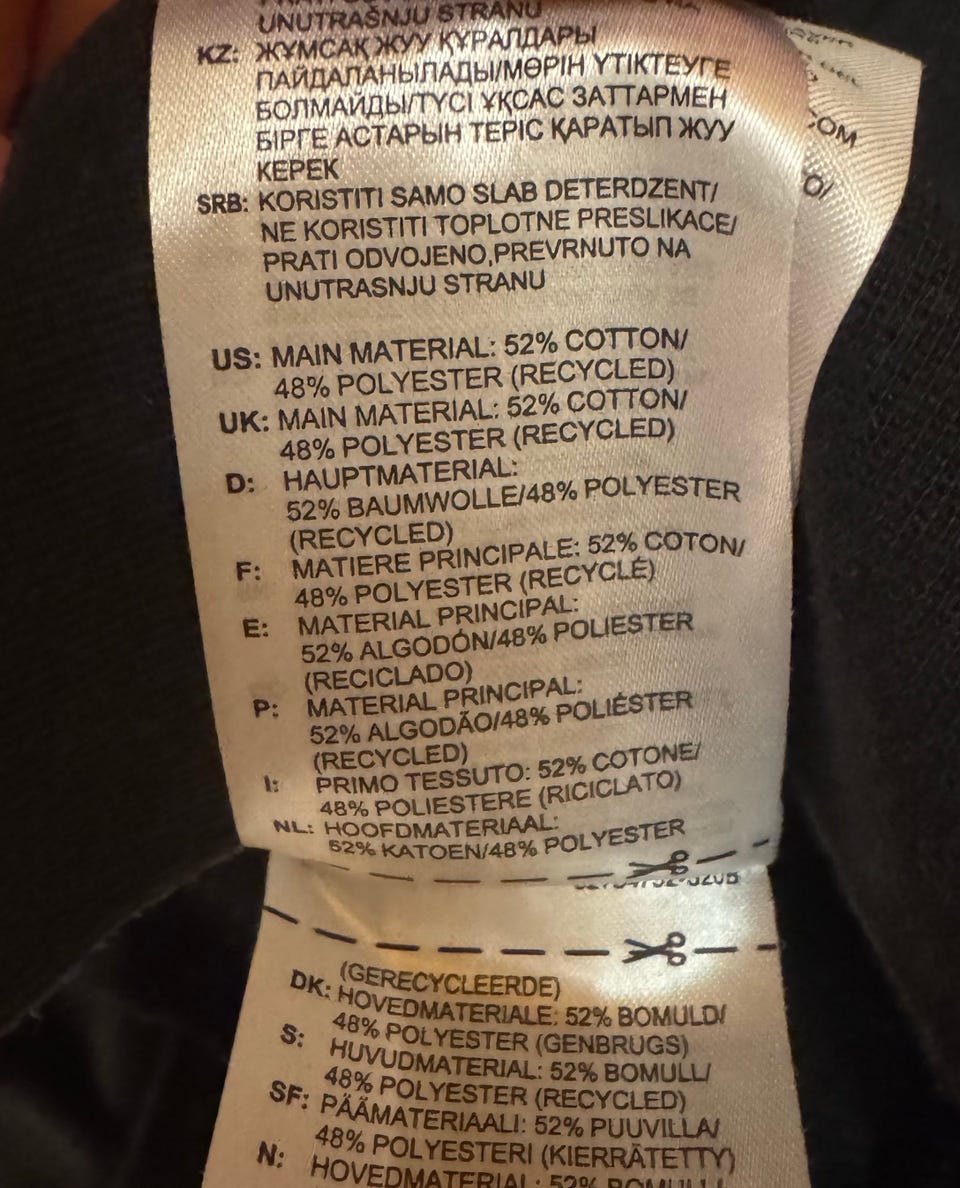 UNUTRAŠNJU STRANU
KZ: ЖҰМСАҚ ЖУУ ҚҰРАЛДАРЫ
ПАЙДАЛАНЫЛАДЫ/МӨРІН ҮТІКТЕУГЕ
БОЛМАЙДЫ/ТҮСІ ҰҚСАС ЗАТТАРМЕН
БІРГЕ АСТАРЫН ТЕРІС ҚАРАТЫП ЖУУ
КЕРЕК
SRB: KORISTITI SAMO SLAB DETERDZENT/
NE KORISTITI TOPLOTNE PRESLIKACE/
PRATI ODVOJENO,PREVRNUTO NA
UNUTRASNJU STRANU
US: MAIN MATERIAL: 52% COTTON/
48% POLYESTER (RECYCLED)
UK: MAIN MATERIAL: 52% COTTON/
48% POLYESTER (RECYCLED)
D: HAUPTMATERIAL:
52% BAUMWOLLE/48% POLYESTER
(RECYCLED)
F: MATIERE PRINCIPALE: 52% COTON/
48% POLYESTER (RECYCLÉ)
E: MATERIAL PRINCIPAL:
52% ALGODÓN/48% POLIESTER
(RECICLADO)
P: MATERIAL PRINCIPAL:
52% ALGODÃO/48% POLIÉSTER
(RECYCLED)
I: PRIMO TESSUTO: 52% COTONE/
48% POLIESTERE (RICICLATO)
NL: HOOFDMATERIAAL:
52% KATOEN/48% POLYESTER
(GERECYCLEERDE)
DK: HOVEDMATERIALE: 52% BOMULD/
48% POLYESTER (GENBRUGS)
S: HUVUDMATERIAL: 52% BOMULL/
48% POLYESTER (RECYCLED)
SF: PÄÄMATERIAALI: 52% PUUVILLA/
48% POLYESTERI (KIERRÄTETTY)
N: HOVEDMATERIAL: 52% BOMULL/